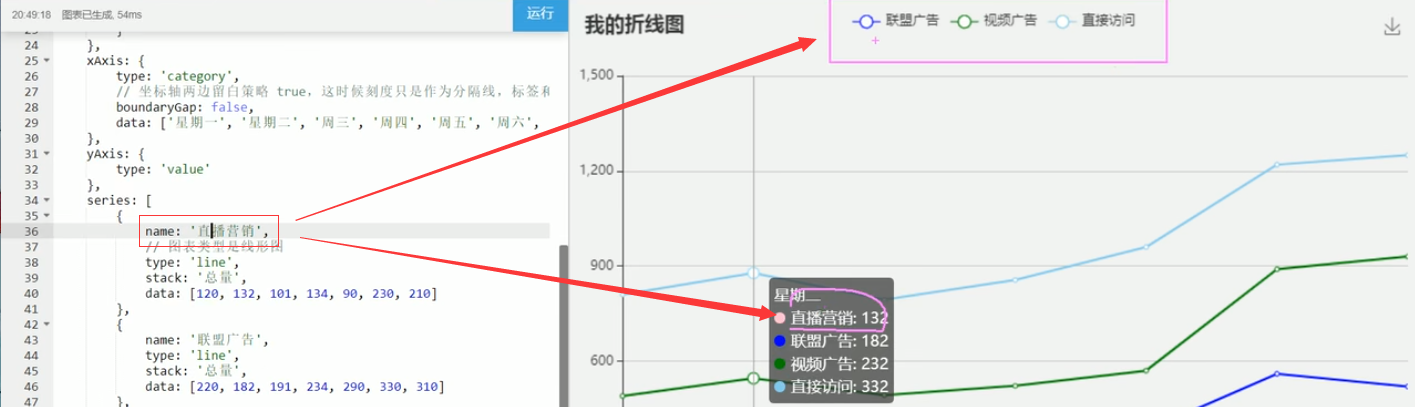 20:49:18 图表已生成, 54ms
运行
24 },
25 xAxis: {
26 type: 'category',
27 // 坐标轴两边留白策略 true，这时候刻度只是作为分隔线，标签和
28 boundaryGap: false,
29 data: ['星期一', '星期二', '周三', '周四', '周五', '周六',
30 },
31 yAxis: {
32 type: 'value'
33 },
34 series: [
35 {
36 name: '直播营销',
37 // 图表类型是线形图
38 type: 'line',
39 stack: '总量',
40 data: [120, 132, 101, 134, 90, 230, 210]
41 },
42 {
43 name: '联盟广告',
44 type: 'line',
45 stack: '总量',
46 data: [220, 182, 191, 234, 290, 330, 310]
47 },
我的折线图
联盟广告 视频广告 直接访问
1,500
1,200
900
600
星期二
直播营销: 132
联盟广告: 182
视频广告: 232
直接访问: 332